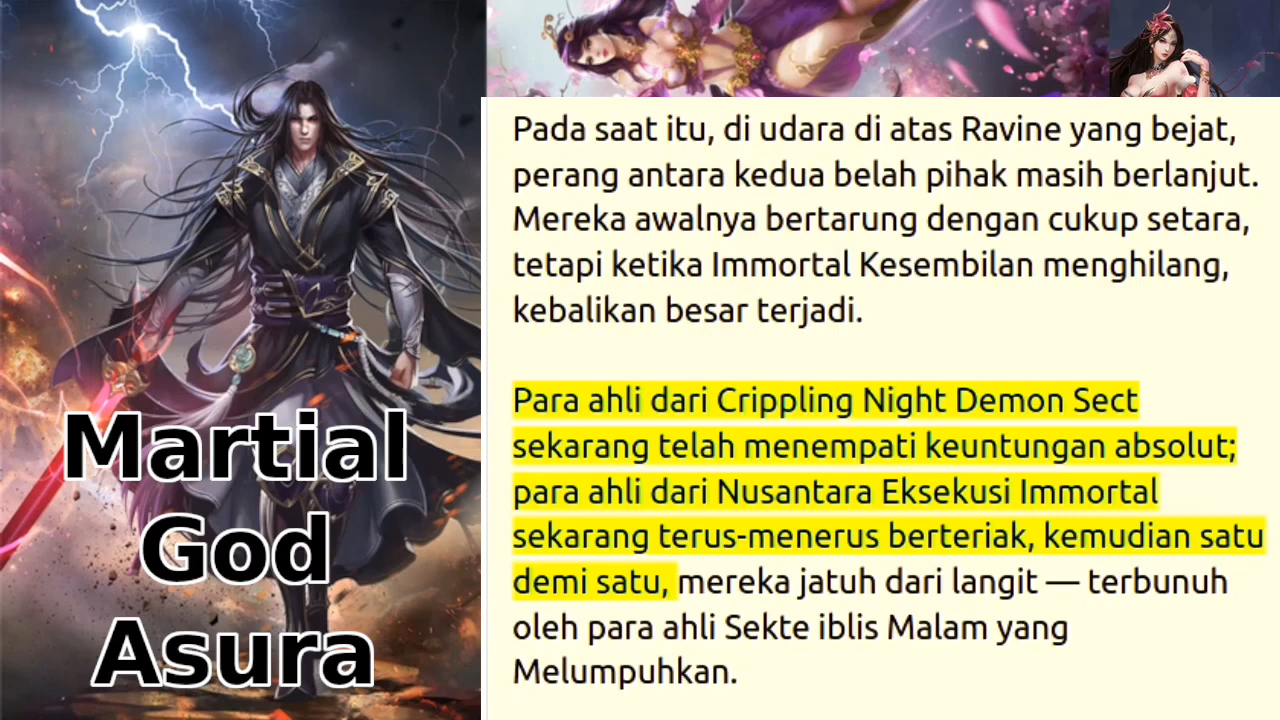 Martial
God
Asura
Pada saat itu, di udara di atas Ravine yang bejat,
perang antara kedua belah pihak masih berlanjut.
Mereka awalnya bertarung dengan cukup setara,
tetapi ketika Immortal Kesembilan menghilang,
kebalikan besar terjadi.
Para ahli dari Crippling Night Demon Sect
sekarang telah menempati keuntungan absolut;
para ahli dari Nusantara Eksekusi Immortal
sekarang terus-menerus berteriak, kemudian satu
demi satu, mereka jatuh dari langit — terbunuh
oleh para ahli Sekte iblis Malam yang
Melumpuhkan.